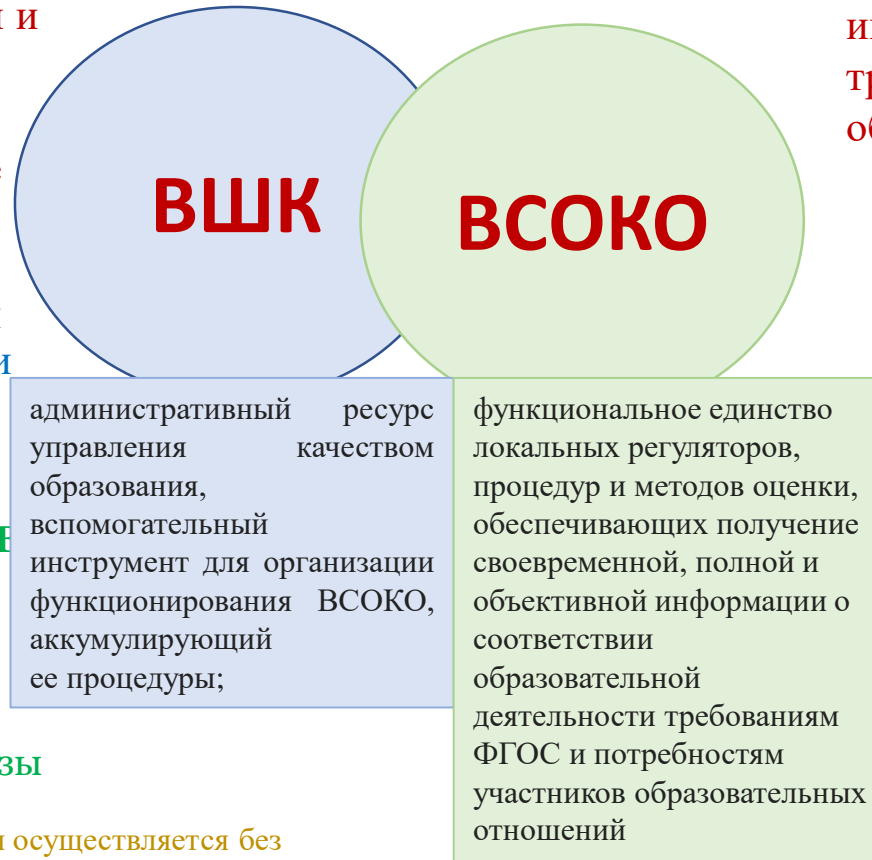 и
ВШК
ВСОКО
и
административный ресурс
управления качеством
образования,
вспомогательный
инструмент для организации
функционирования ВСОКО,
аккумулирующий
ее процедуры;
функциональное единство
локальных регуляторов,
процедур и методов оценки,
обеспечивающих получение
своевременной, полной и
объективной информации о
соответствии
образовательной
деятельности требованиям
ФГОС и потребностям
участников образовательных
отношений
осуществляется без